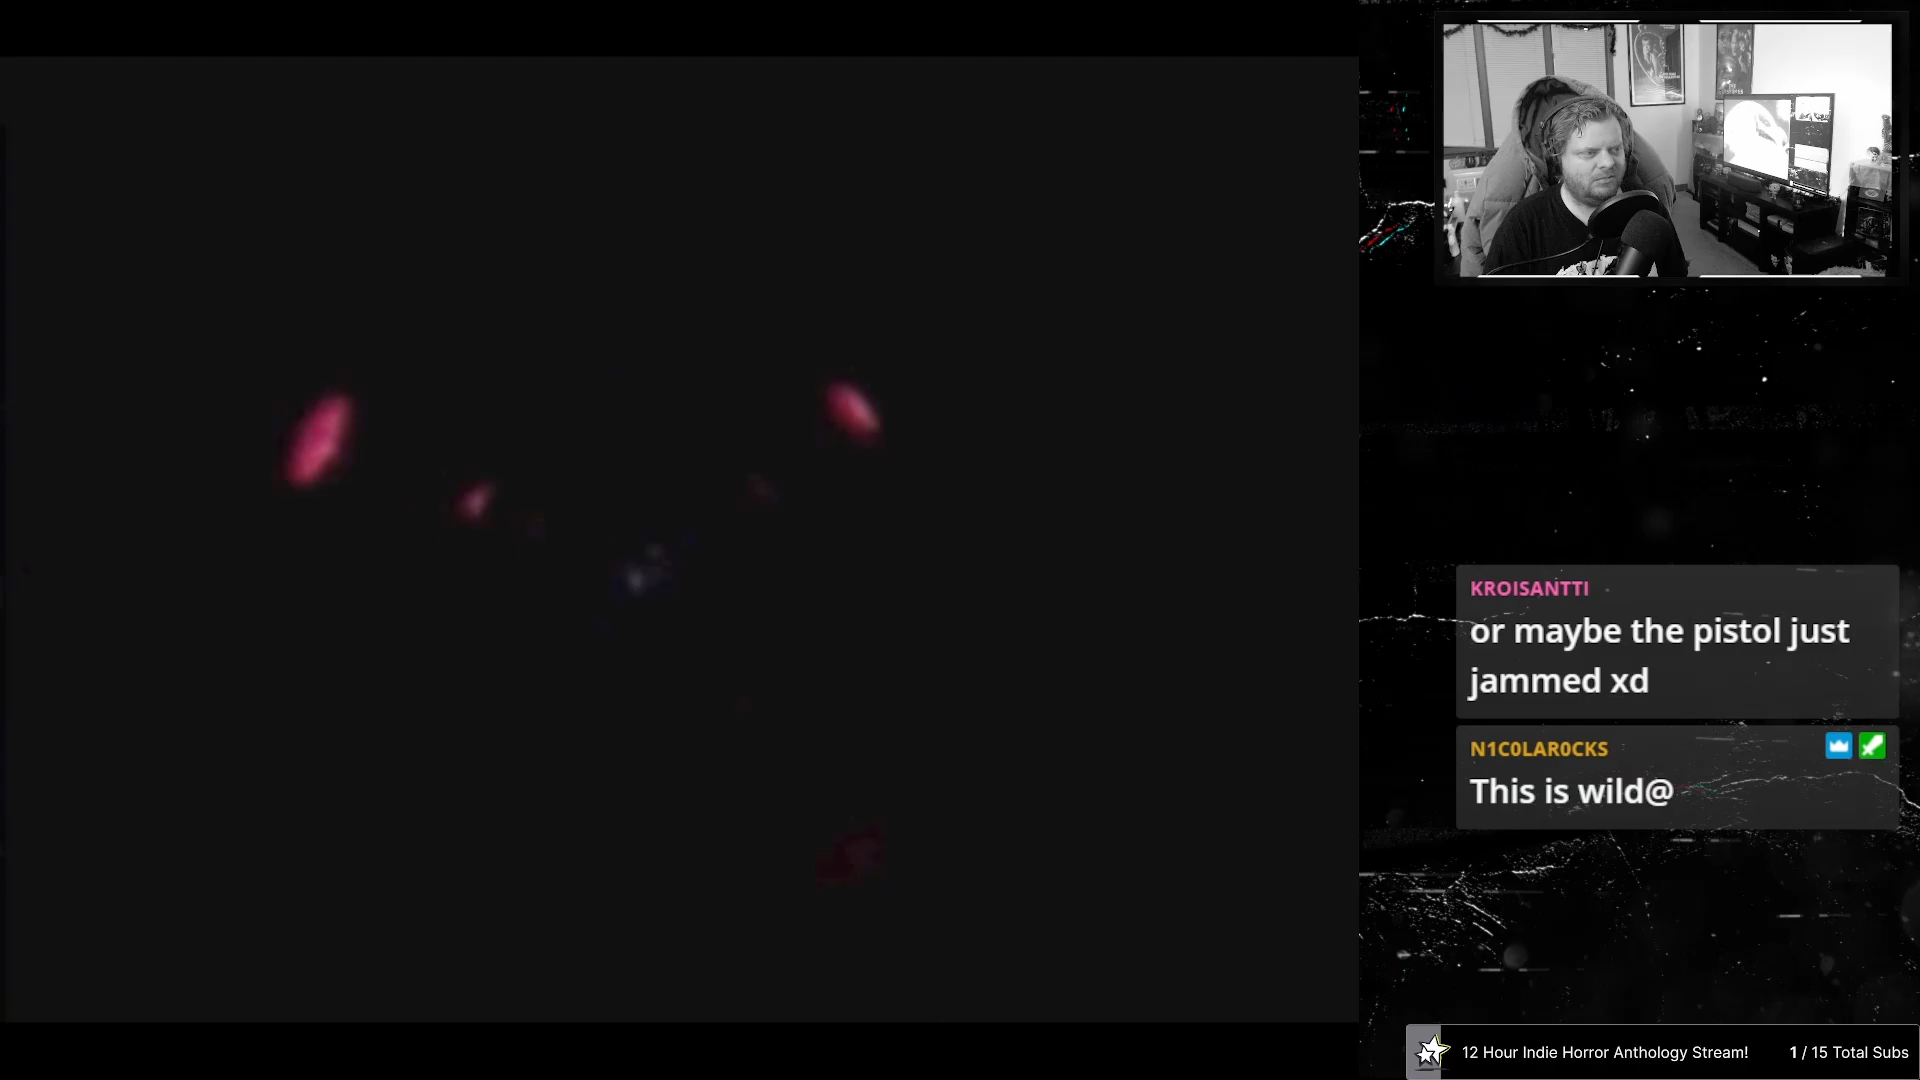 KROISANTTI
or maybe the pistol just
jammed xd
N1C0LAR0CKS
This is wild@
12 Hour Indie Horror Anthology Stream! 1 / 15 Total Subs